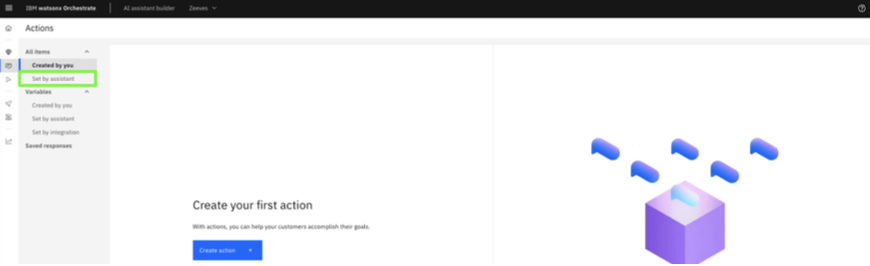 IBM watsonx Orchestrate
AI assistant builder
Zeeves
Actions
All items
Created by you
Set by assistant
Variables
Created by you
Set by assistant
Set by integration
Saved responses
Create your first action
With actions, you can help your customers accomplish their goals.
Create action +